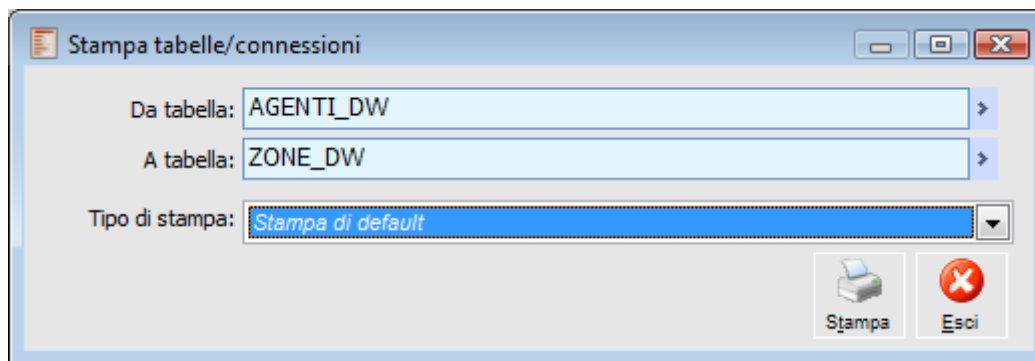 Stampa tabelle/connessioni
Da tabella: AGENTI_DW
A tabella: ZONE_DW
Tipo di stampa: Stampa di default
Stampa Esci